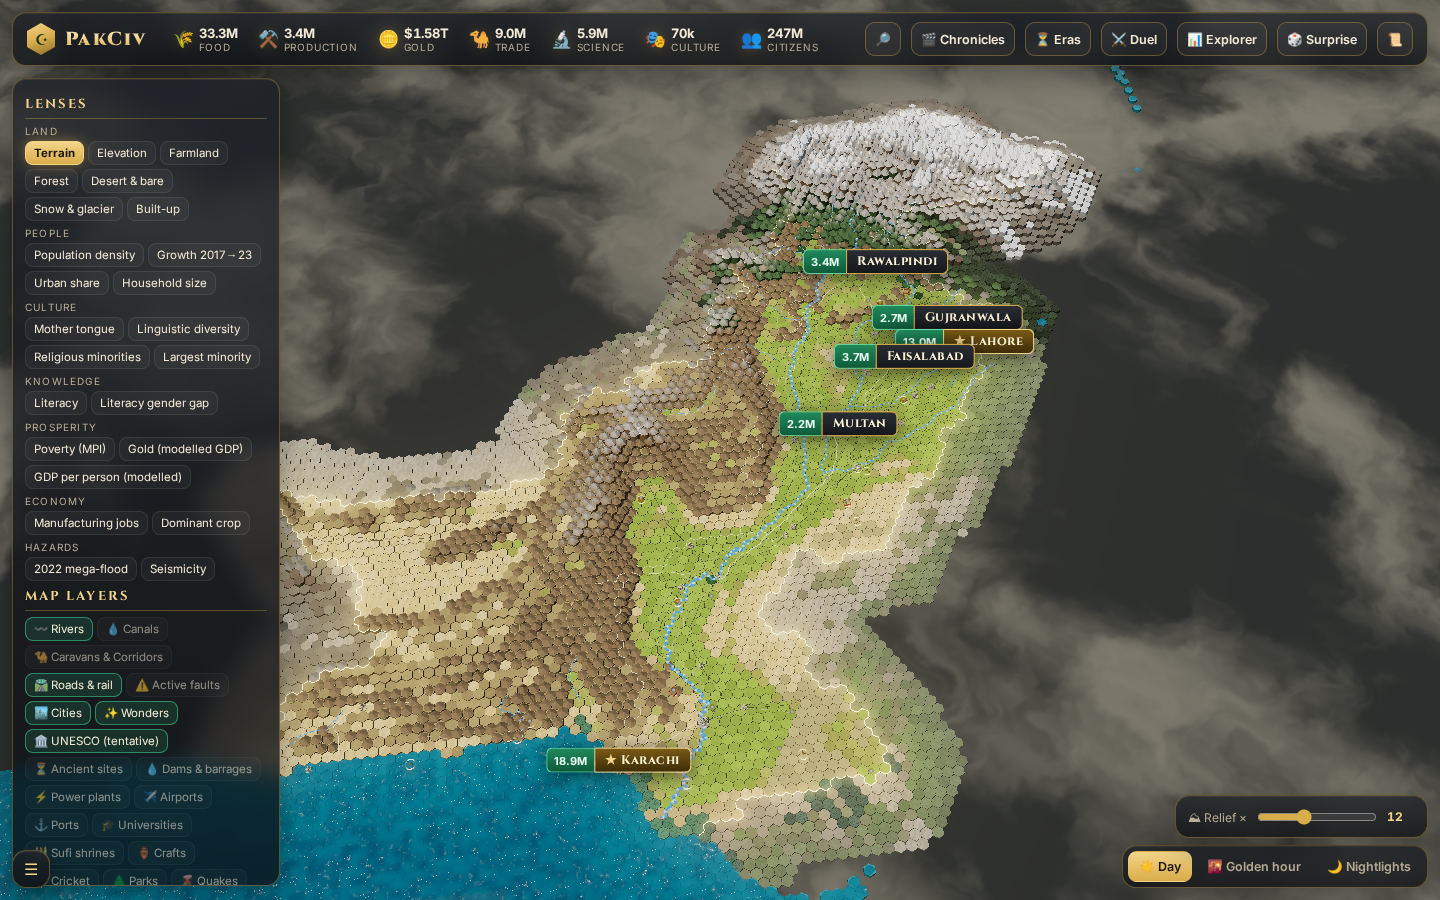 PAKCIV
33.3M
FOOD
3.4M
PRODUCTION
$1.58T
GOLD
9.0M
TRADE
5.9M
SCIENCE
70k
CULTURE
247M
CITIZENS
Chronicles
Eras
Duel
Explorer
Surprise
LENSES
LAND
Terrain
Elevation
Farmland
Forest
Desert & bare
Snow & glacier
Built-up
PEOPLE
Population density
Growth 2017→23
Urban share
Household size
CULTURE
Mother tongue
Linguistic diversity
Religious minorities
Largest minority
KNOWLEDGE
Literacy
Literacy gender gap
PROSPERITY
Poverty (MPI)
Gold (modelled GDP)
GDP per person (modelled)
ECONOMY
Manufacturing jobs
Dominant crop
HAZARDS
2022 mega-flood
Seismicity
MAP LAYERS
Rivers
Canals
Caravans & Corridors
Roads & rail
Active faults
Cities
Wonders
UNESCO (tentative)
Ancient sites
Dams & barrages
Power plants
Airports
Ports
Universities
Sufi shrines
Crafts
Cricket
Parks
Quakes
3.4M RAWALPINDI
2.7M GUJRANWALA
13.0M ★ LAHORE
3.7M FAISALABAD
2.2M MULTAN
18.9M ★ KARACHI
Relief × 12
Day
Golden hour
Nightlights